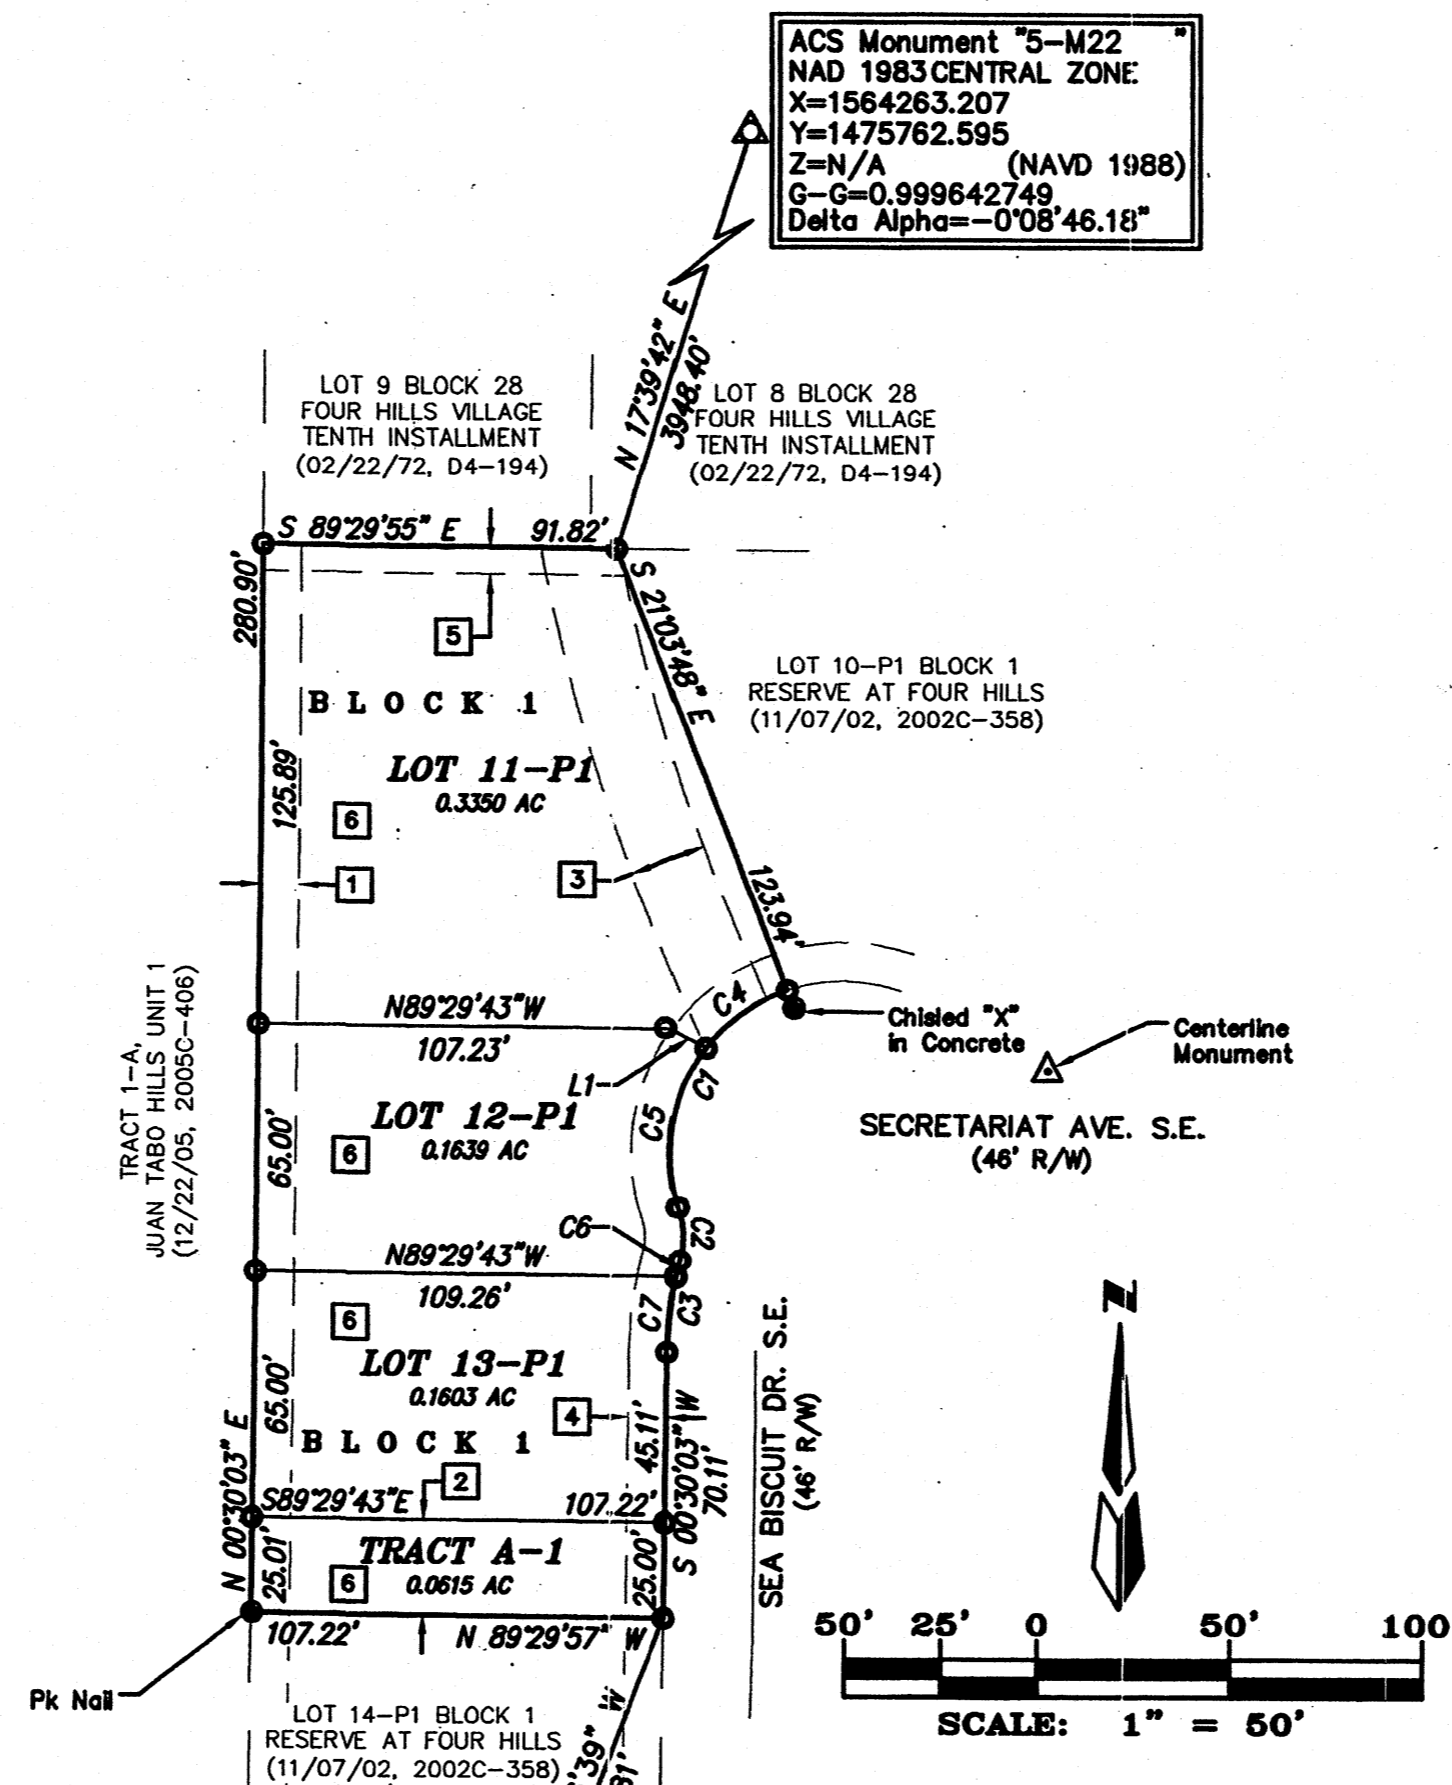 ACS Monument "5-M22 "
NAD 1983 CENTRAL ZONE
X=1564263.207
Y=1475762.595
Z=N/A (NAVD 1988)
G-G=0.999642749
Delta Alpha=-0°08'46.18"
N 17°39'42" E
3948.40'
LOT 9 BLOCK 28
FOUR HILLS VILLAGE
TENTH INSTALLMENT
(02/22/72, D4-194)
LOT 8 BLOCK 28
FOUR HILLS VILLAGE
TENTH INSTALLMENT
(02/22/72, D4-194)
S 89°29'55" E 91.82'
280.90'
5
S 21°03'48" E
123.94'
LOT 10-P1 BLOCK 1
RESERVE AT FOUR HILLS
(11/07/02, 2002C-358)
BLOCK 1
LOT 11-P1
0.3350 AC
125.89'
6
1
3
TRACT 1-A,
JUAN TABO HILLS UNIT 1
(12/22/05, 2005C-406)
N89°29'43"W
107.23'
C4
Chisled "X"
in Concrete
Centerline
Monument
L1
C1
C5
LOT 12-P1
0.1639 AC
65.00'
6
SECRETARIAT AVE. S.E.
(46' R/W)
C6
C2
N89°29'43"W
109.26'
C7
C3
6
LOT 13-P1
0.1603 AC
65.00'
4
BLOCK 1
45.11'
S 00°30'03" W
70.11'
SEA BISCUIT DR. S.E.
(46' R/W)
Z
N 00°30'03" E
2
S89°29'43"E 107.22'
TRACT A-1
0.0615 AC
6
25.01'
25.00'
107.22' N 89°29'57" W
Pk Nail
LOT 14-P1 BLOCK 1
RESERVE AT FOUR HILLS
(11/07/02, 2002C-358)
'39" W
81'
50' 25' 0 50' 100
SCALE: 1" = 50'